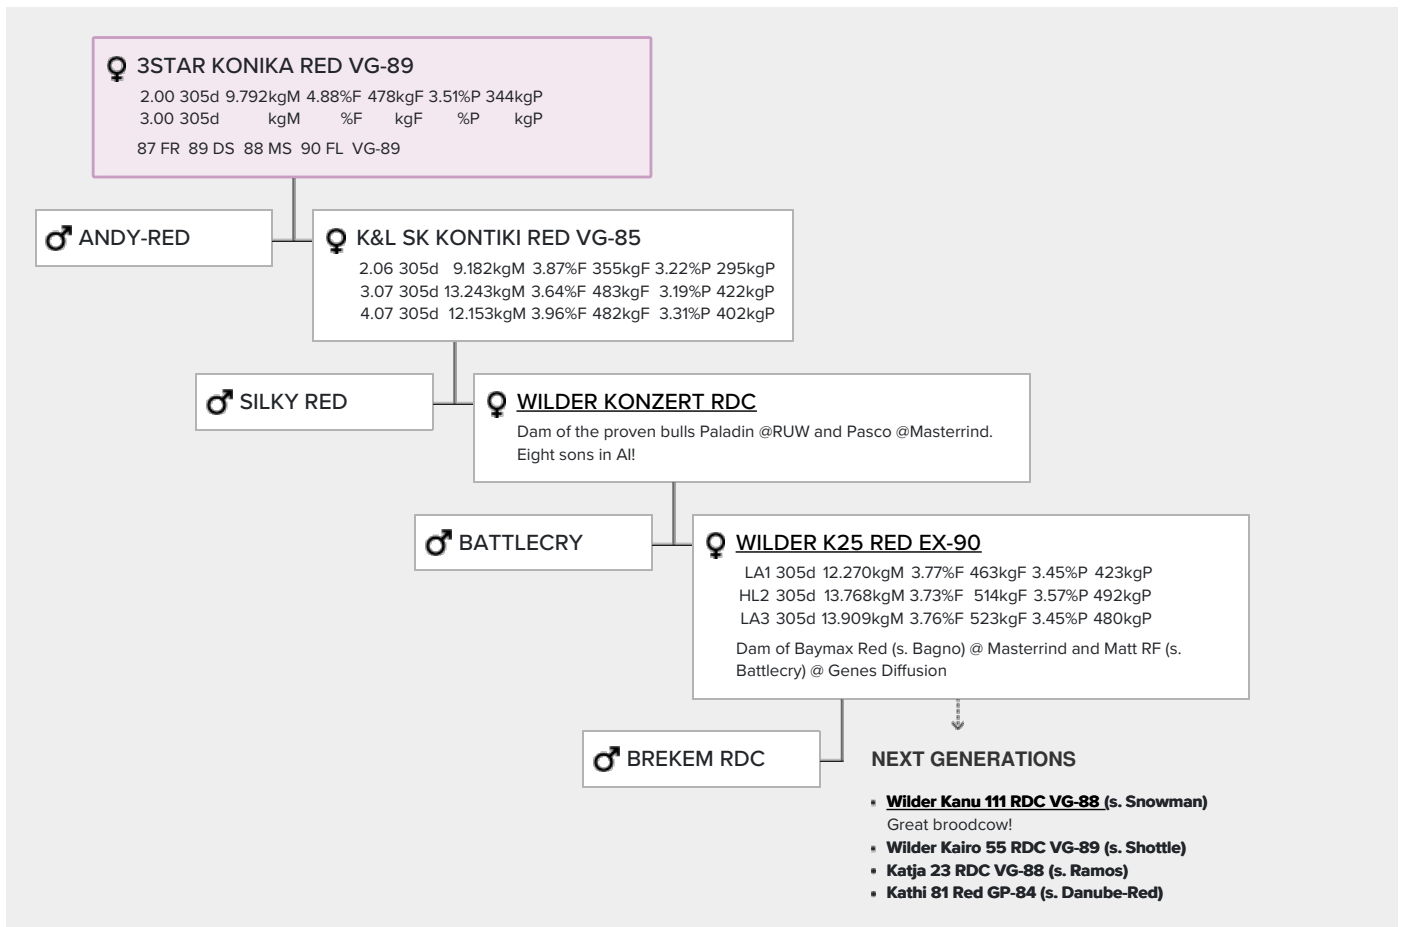 3STAR KONIKA RED VG-89
2.00 305d 9.792kgM 4.88%F 478kgF 3.51%P 344kgP
3.00 305d kgM %F kgF %P kgP
87 FR 89 DS 88 MS 90 FL VG-89
ANDY-RED
K&L SK KONTIKI RED VG-85
2.06 305d 9.182kgM 3.87%F 355kgF 3.22%P 295kgP
3.07 305d 13.243kgM 3.64%F 483kgF 3.19%P 422kgP
4.07 305d 12.153kgM 3.96%F 482kgF 3.31%P 402kgP
SILKY RED
WILDER KONZERT RDC
Dam of the proven bulls Paladin @RUW and Pasco @Masterrind.
Eight sons in AI!
BATTLECRY
WILDER K25 RED EX-90
LA1 305d 12.270kgM 3.77%F 463kgF 3.45%P 423kgP
HL2 305d 13.768kgM 3.73%F 514kgF 3.57%P 492kgP
LA3 305d 13.909kgM 3.76%F 523kgF 3.45%P 480kgP
Dam of Baymax Red (s. Bagno) @ Masterrind and Matt RF (s.
Battlecry) @ Genes Diffusion
BREKEM RDC
NEXT GENERATIONS
Wilder Kanu 111 RDC VG-88 (s. Snowman)
Great broodcow!
Wilder Kairo 55 RDC VG-89 (s. Shottle)
Katja 23 RDC VG-88 (s. Ramos)
Kathi 81 Red GP-84 (s. Danube-Red)